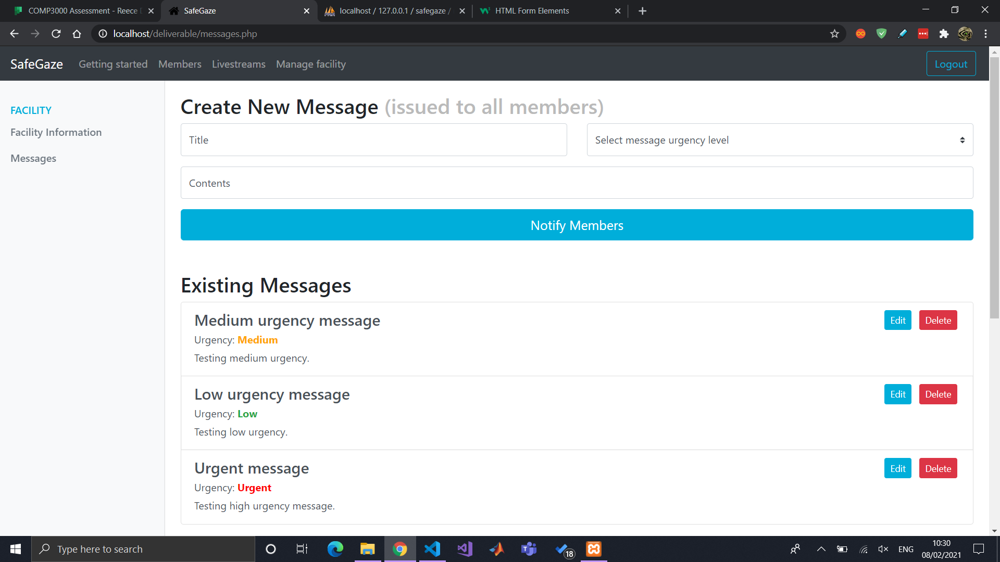 COMP3000 Assessment - Reece
SafeGaze
localhost / 127.0.0.1 / safegaze /
HTML Form Elements
localhost/deliverable/messages.php
SafeGaze
Getting started
Members
Livestreams
Manage facility
Logout
FACILITY
Facility Information
Messages
Create New Message (issued to all members)
Title
Select message urgency level
Contents
Notify Members
Existing Messages
Medium urgency message
Edit
Delete
Urgency: Medium
Testing medium urgency.
Low urgency message
Edit
Delete
Urgency: Low
Testing low urgency.
Urgent message
Edit
Delete
Urgency: Urgent
Testing high urgency message.
Type here to search
18
ENG
10:30
08/02/2021